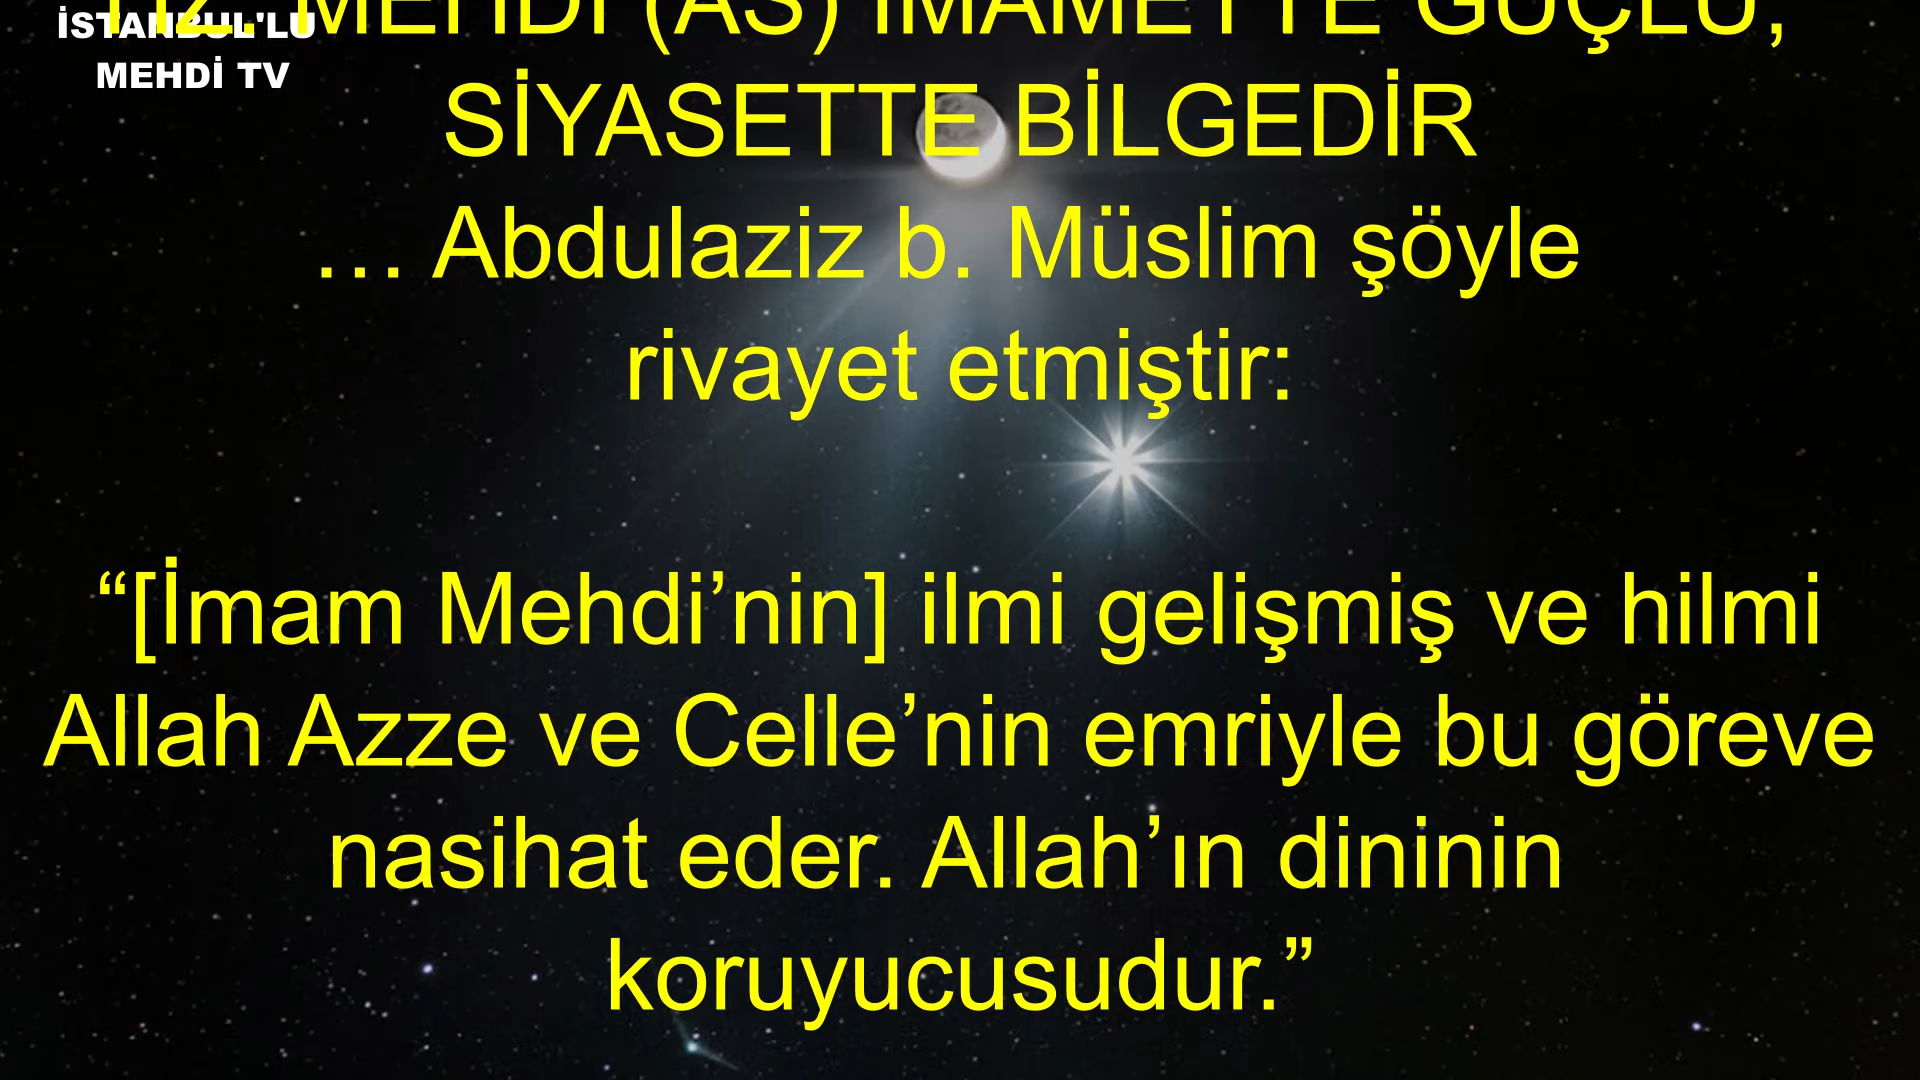 İSTANBUL'LU
MEHDİ TV
HZ. MEHDİ (AS) İMAMETTE GÜÇLÜ,
SİYASETTE BİLGEDİR
… Abdulaziz b. Müslim şöyle
rivayet etmiştir:
“[İmam Mehdi’nin] ilmi gelişmiş ve hilmi
Allah Azze ve Celle’nin emriyle bu göreve
nasihat eder. Allah’ın dininin
koruyucusudur.”